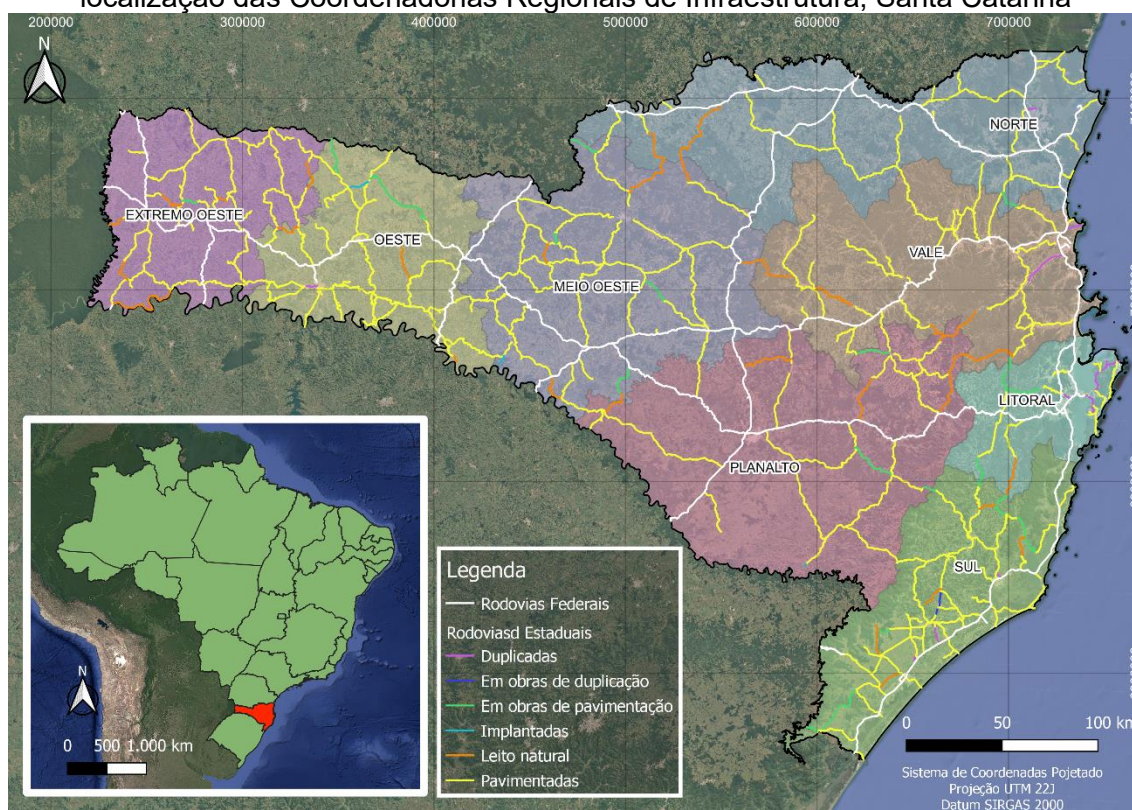 localização das Coordenadorias Regionais de Infraestrutura, Santa Catarina
200000
300000
400000
500000
600000
700000
N
NORTE
EXTREMO OESTE
OESTE
VALE
MEIO OESTE
LITORAL
PLANALTO
SUL
N
0 500 1.000 km
Legenda
Rodovias Federais
Rodoviasd Estaduais
Duplicadas
Em obras de duplicação
Em obras de pavimentação
Implantadas
Leito natural
Pavimentadas
0 50 100 km
Sistema de Coordenadas Pojetado
Projeção UTM 22J
Datum SIRGAS 2000